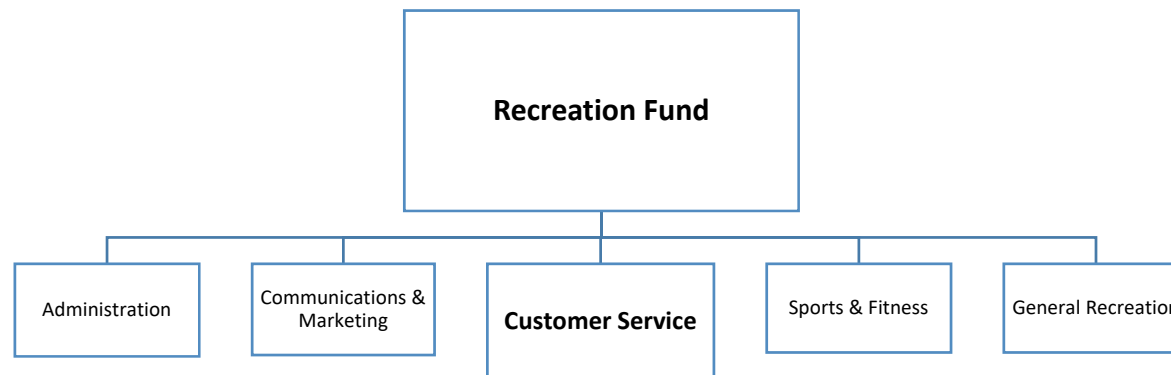 Recreation Fund
Administration
Communications &
Marketing
Customer Service
Sports & Fitness
General Recreation